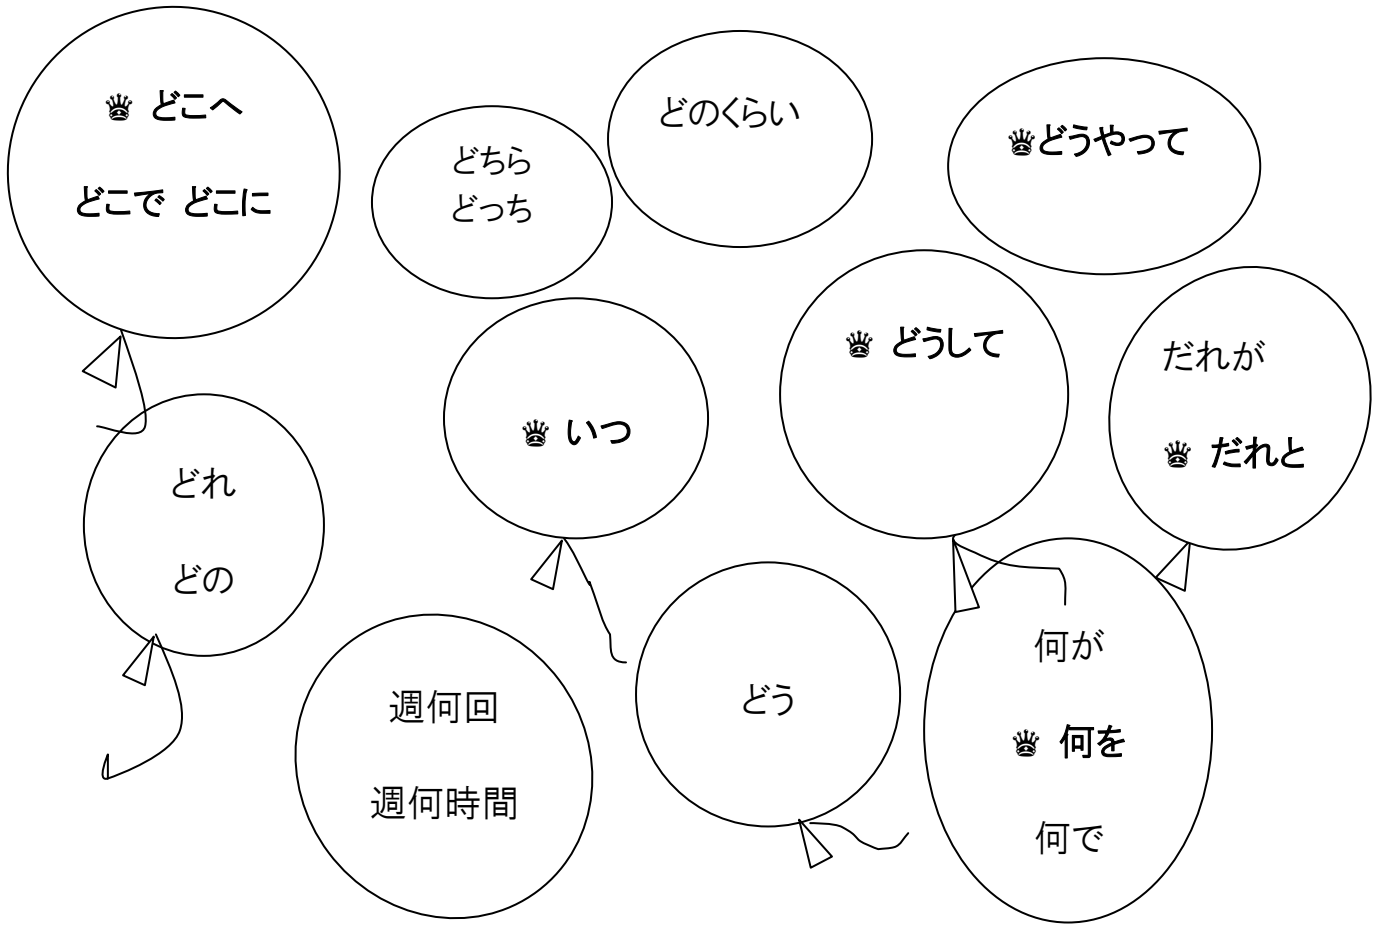 ♛ どこへ
どこで どこに
どちら
どっち
どのくらい
♛どうやって
♛ いつ
♛ どうして
だれが
♛ だれと
どれ
どの
週何回
週何時間
どう
何が
♛ 何を
何で